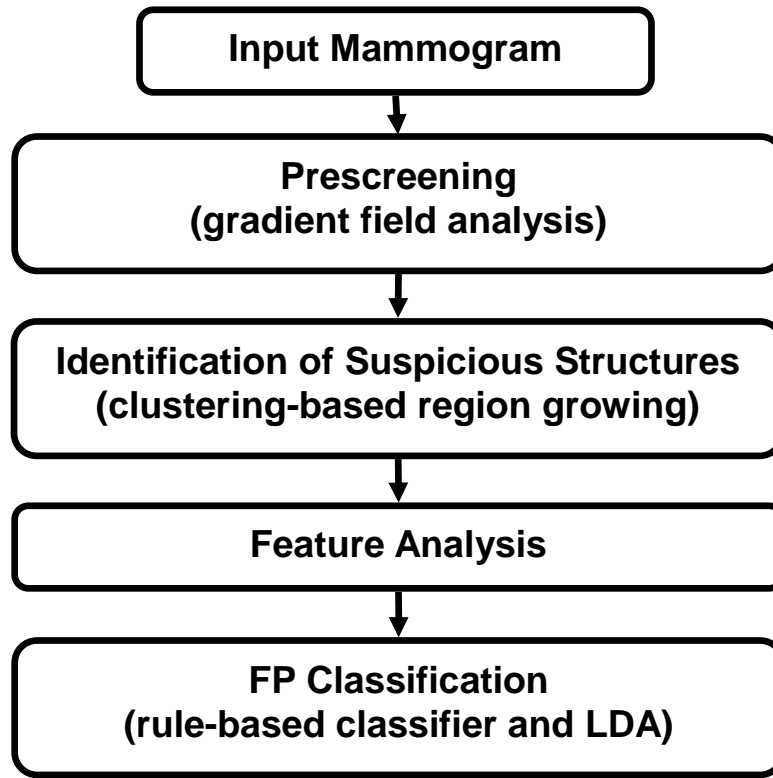 Input Mammogram
Prescreening
(gradient field analysis)
Identification of Suspicious Structures
(clustering-based region growing)
Feature Analysis
FP Classification
(rule-based classifier and LDA)